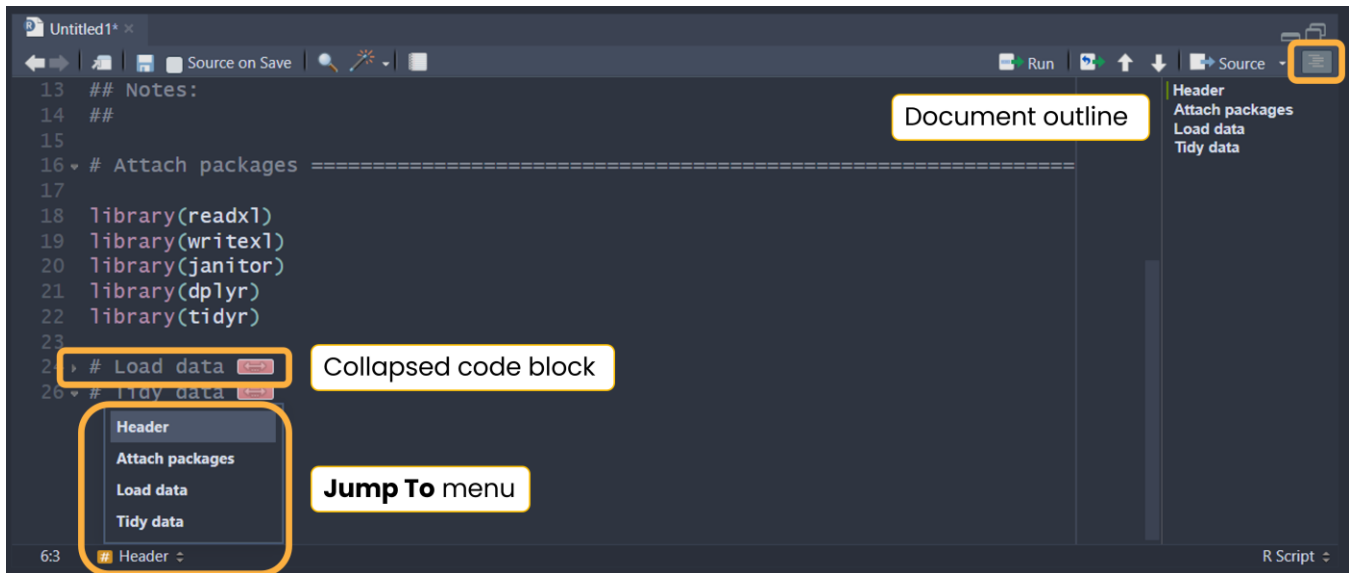 Untitled1*
Source on Save
Run
Source
13 ## Notes:
14 ##
15
16 # Attach packages =============================================================
17
18 library(readxl)
19 library(writexl)
20 library(janitor)
21 library(dplyr)
22 library(tidyr)
23
24 # Load data
26 # Tidy data
Document outline
Header
Attach packages
Load data
Tidy data
Collapsed code block
Header
Attach packages
Load data
Tidy data
Jump To menu
6:3 # Header
R Script